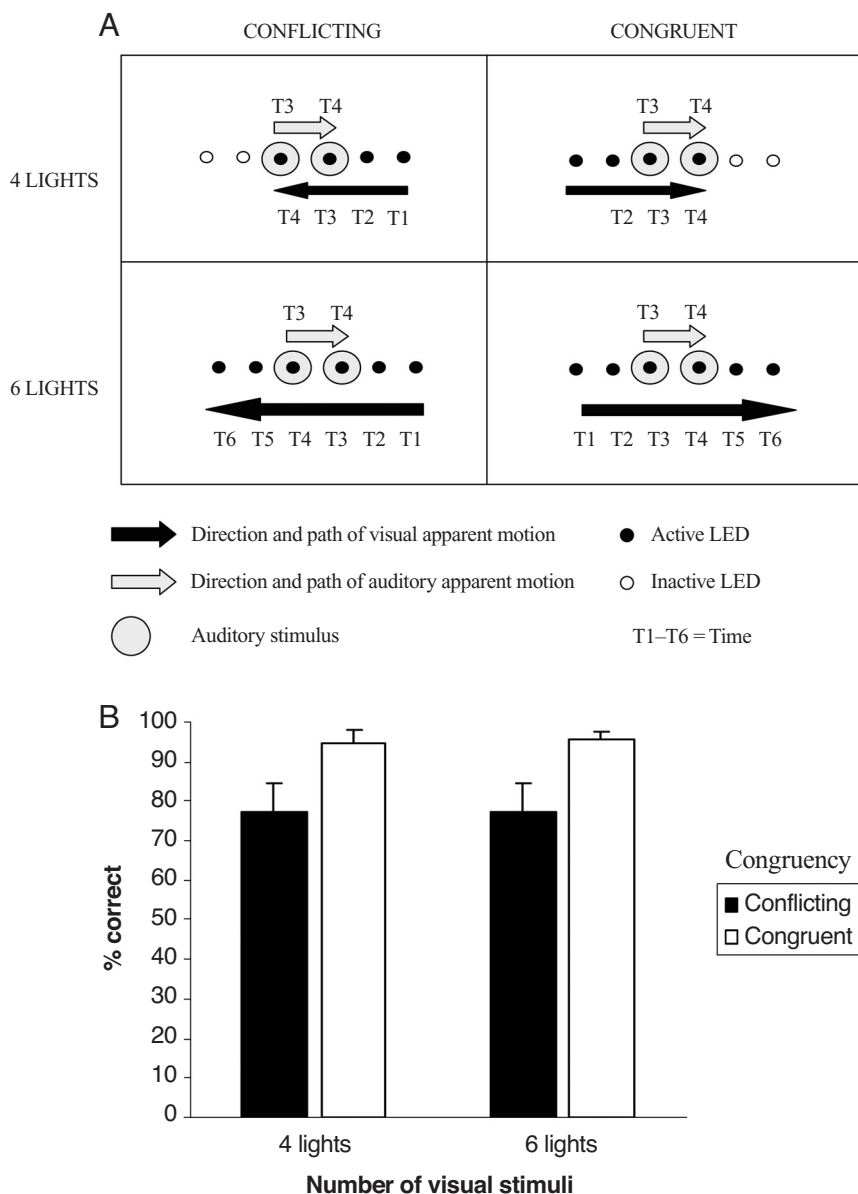 A
CONFLICTING CONGRUENT
4 LIGHTS
T3 T4
T4 T3 T2 T1
T3 T4
T2 T3 T4
6 LIGHTS
T3 T4
T6 T5 T4 T3 T2 T1
T3 T4
T1 T2 T3 T4 T5 T6
Direction and path of visual apparent motion
Active LED
Direction and path of auditory apparent motion
Inactive LED
Auditory stimulus
T1–T6 = Time
B
% correct
100
90
80
70
60
50
40
30
20
10
0
4 lights 6 lights
Number of visual stimuli
Congruency
Conflicting
Congruent